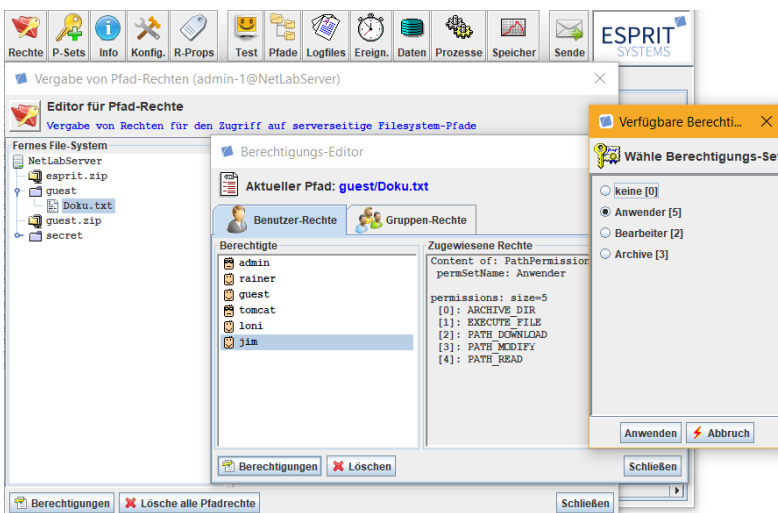 Rechte P-Sets Info Konfig. R-Props Test Pfade Logfiles Ereign. Daten Prozesse Speicher Sende
ESPRIT
SYSTEMS
Vergabe von Pfad-Rechten (admin-1@NetLabServer)
Editor für Pfad-Rechte
Vergabe von Rechten für den Zugriff auf serverseitige Filesystem-Pfade
Fernes File-System
NetLabServer
esprit.zip
guest
Doku.txt
guest.zip
secret
Berechtigungen Lösche alle Pfadrechte Schließen
Berechtigungs-Editor
Aktueller Pfad: guest/Doku.txt
Benutzer-Rechte Gruppen-Rechte
Berechtigte
admin
rainer
guest
tomcat
loni
jim
Zugewiesene Rechte
Content of: PathPermission
permSetName: Anwender
permissions: size=5
[0]: ARCHIVE_DIR
[1]: EXECUTE_FILE
[2]: PATH_DOWNLOAD
[3]: PATH_MODIFY
[4]: PATH_READ
Berechtigungen Löschen Schließen
Verfügbare Berechti...
Wähle Berechtigungs-Set
keine [0]
Anwender [5]
Bearbeiter [2]
Archive [3]
Anwenden Abbruch